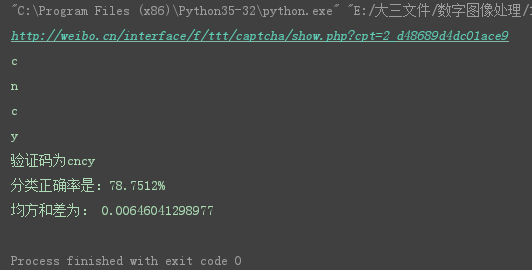 "C:\Program Files (x86)\Python35-32\python.exe" "E:/大三文件/数字图像处理/
http://weibo.cn/interface/f/ttt/captcha/show.php?cpt=2_d48689d4dc01ace9
c
n
c
y
验证码为cncy
分类正确率是：78.7512%
均方和差为： 0.00646041298977
Process finished with exit code 0